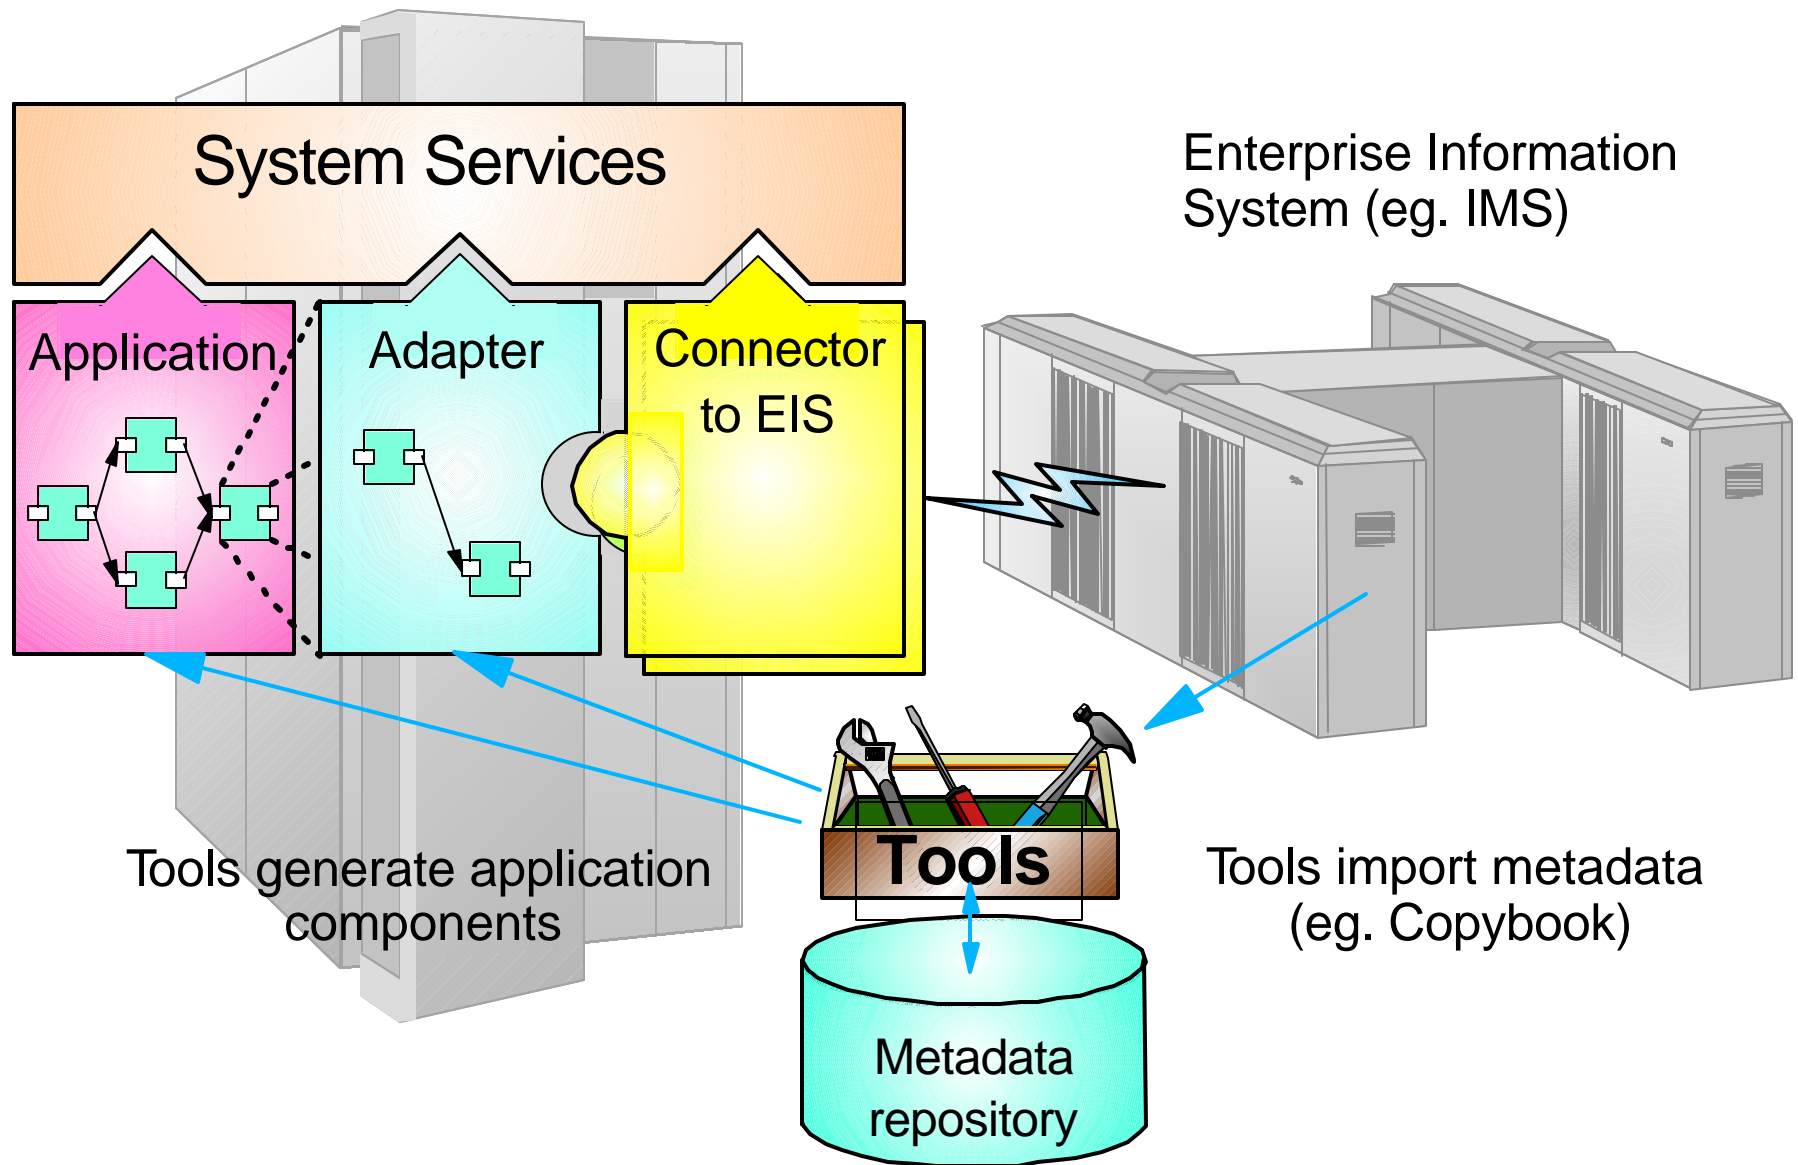 System Services
Enterprise Information
System (eg. IMS)
Application
Adapter
Connector
to EIS
Tools
Tools generate application
components
Tools import metadata
(eg. Copybook)
Metadata
repository